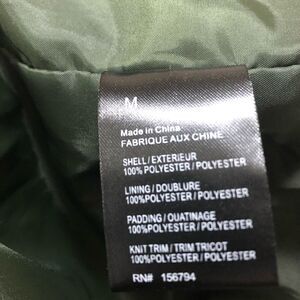 M
Made in China
FABRIQUE AUX CHINE
SHELL/EXTERIEUR
100% POLYESTER/POLYESTER
LINING/DOUBLURE
100% POLYESTER/POLYESTER
PADDING/OUATINAGE
100% POLYESTER/POLYESTER
KNIT TRIM/TRIM TRICOT
100% POLYESTER/POLYESTER
RN# 156794